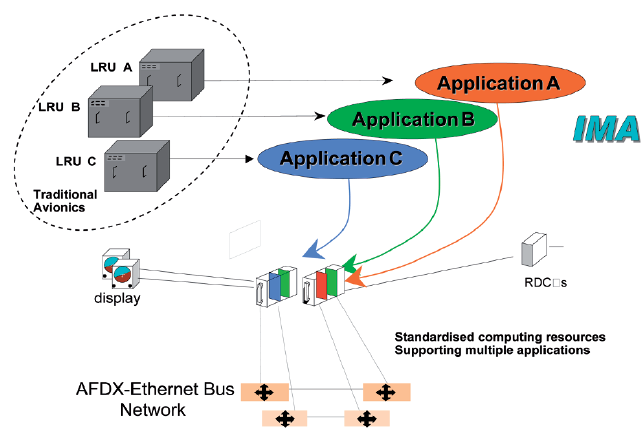 LRU A
Application A
LRU B
Application B
IMA
LRU C
Application C
Traditional
Avionics
display
RDC□s
Standardised computing resources
Supporting multiple applications
AFDX-Ethernet Bus
Network